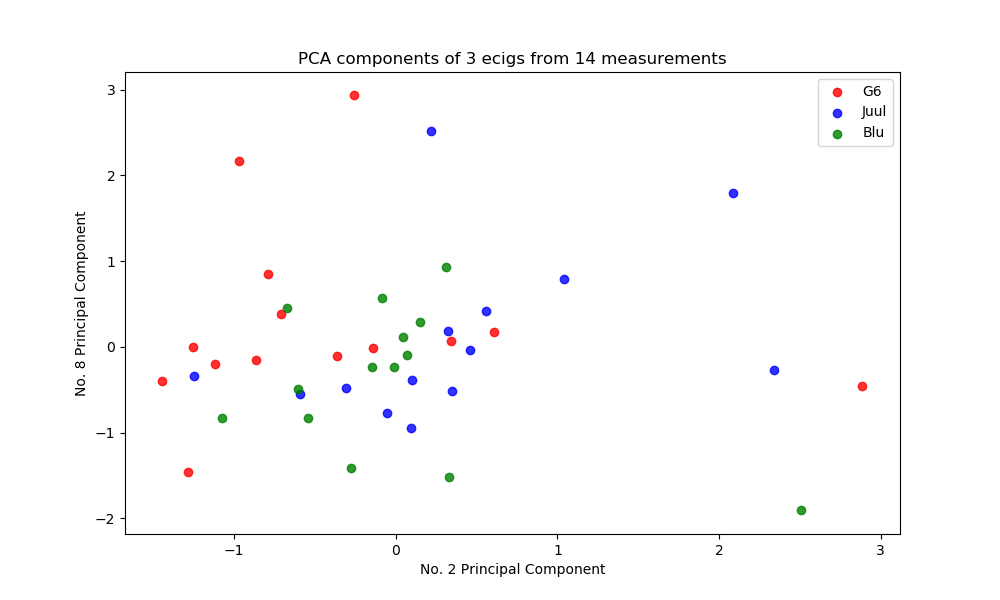 PCA components of 3 ecigs from 14 measurements
G6
Juul
Blu
3
2
1
0
−1
−2
No. 8 Principal Component
−1 0 1 2 3
No. 2 Principal Component